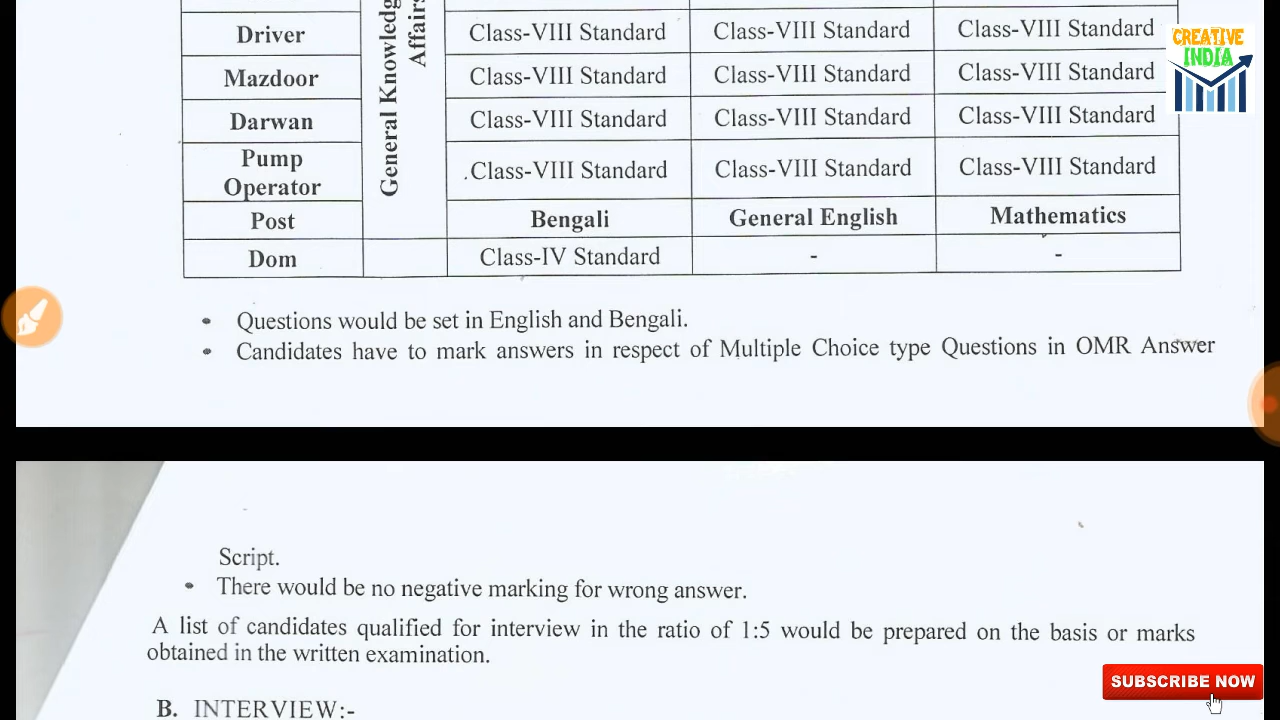 General Knowledge
Affairs
Driver Class-VIII Standard Class-VIII Standard Class-VIII Standard
Mazdoor Class-VIII Standard Class-VIII Standard Class-VIII Standard
Darwan Class-VIII Standard Class-VIII Standard Class-VIII Standard
Pump
Operator .Class-VIII Standard Class-VIII Standard Class-VIII Standard
Post Bengali General English Mathematics
Dom Class-IV Standard - -
• Questions would be set in English and Bengali.
• Candidates have to mark answers in respect of Multiple Choice type Questions in OMR Answer
Script.
• There would be no negative marking for wrong answer.
A list of candidates qualified for interview in the ratio of 1:5 would be prepared on the basis or marks
obtained in the written examination.
B. INTERVIEW:-
CREATIVE
INDIA
SUBSCRIBE NOW